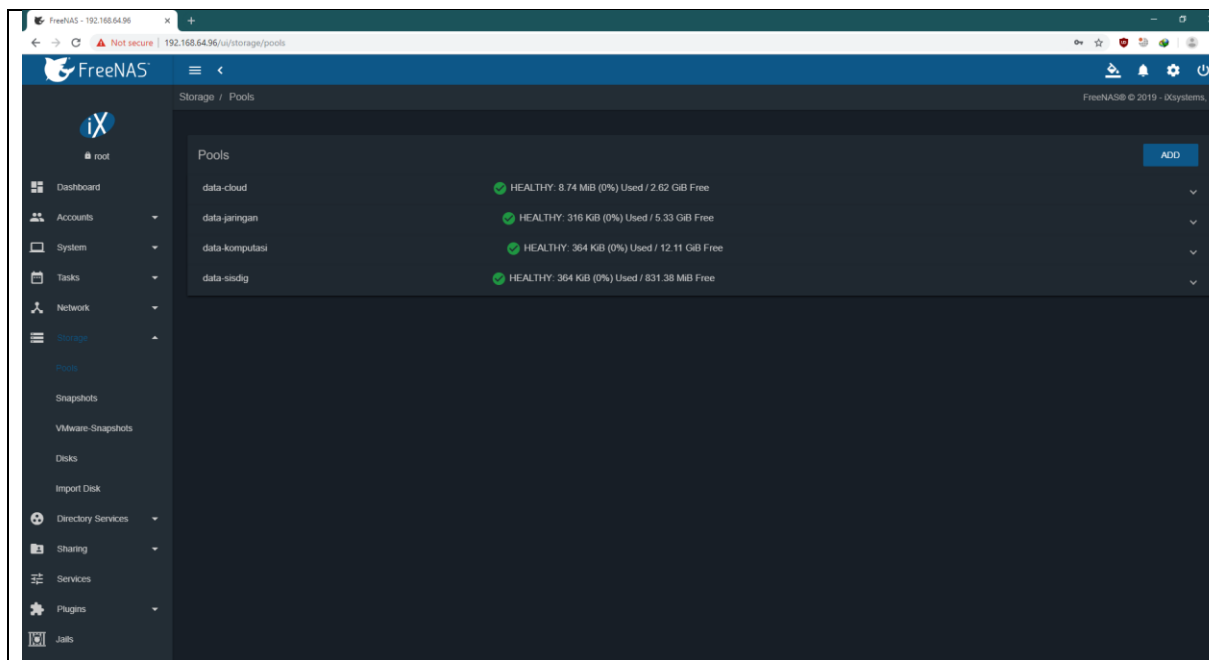 FreeNAS - 192.168.64.96
Not secure | 192.168.64.96/ui/storage/pools
FreeNAS
Storage / Pools
FreeNAS® © 2019 - iXsystems,
iX
root
Pools
ADD
Dashboard
data-cloud
HEALTHY: 8.74 MiB (0%) Used / 2.62 GiB Free
Accounts
data-jaringan
HEALTHY: 316 KiB (0%) Used / 5.33 GiB Free
System
data-komputasi
HEALTHY: 364 KiB (0%) Used / 12.11 GiB Free
Tasks
data-sisdig
HEALTHY: 364 KiB (0%) Used / 831.38 MiB Free
Network
Storage
Pools
Snapshots
VMware-Snapshots
Disks
Import Disk
Directory Services
Sharing
Services
Plugins
Jails